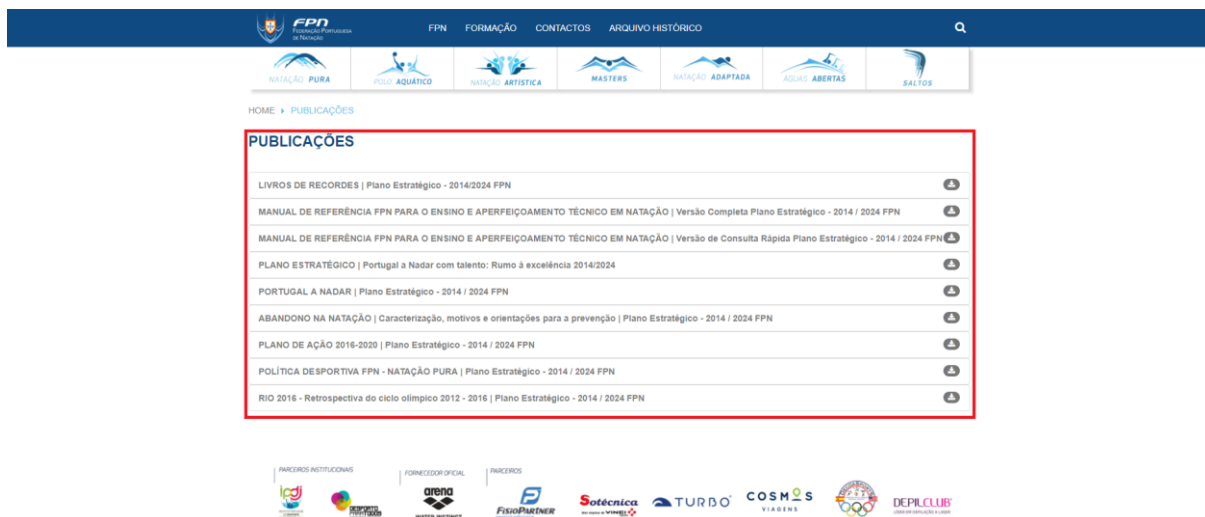 FPN
FEDERAÇÃO PORTUGUESA
DE NATAÇÃO
FPN FORMAÇÃO CONTACTOS ARQUIVO HISTÓRICO
NATAÇÃO PURA
POLO AQUÁTICO
NATAÇÃO ARTÍSTICA
MASTERS
NATAÇÃO ADAPTADA
ÁGUAS ABERTAS
SALTOS
HOME PUBLICAÇÕES
PUBLICAÇÕES
LIVROS DE RECORDES | Plano Estratégico - 2014/2024 FPN
MANUAL DE REFERÊNCIA FPN PARA O ENSINO E APERFEIÇOAMENTO TÉCNICO EM NATAÇÃO | Versão Completa Plano Estratégico - 2014 / 2024 FPN
MANUAL DE REFERÊNCIA FPN PARA O ENSINO E APERFEIÇOAMENTO TÉCNICO EM NATAÇÃO | Versão de Consulta Rápida Plano Estratégico - 2014 / 2024 FPN
PLANO ESTRATÉGICO | Portugal a Nadar com talento: Rumo à excelência 2014/2024
PORTUGAL A NADAR | Plano Estratégico - 2014 / 2024 FPN
ABANDONO NA NATAÇÃO | Caracterização, motivos e orientações para a prevenção | Plano Estratégico - 2014 / 2024 FPN
PLANO DE AÇÃO 2016-2020 | Plano Estratégico - 2014 / 2024 FPN
POLÍTICA DESPORTIVA FPN - NATAÇÃO PURA | Plano Estratégico - 2014 / 2024 FPN
RIO 2016 - Retrospectiva do ciclo olímpico 2012 - 2016 | Plano Estratégico - 2014 / 2024 FPN
PARCEIROS INSTITUCIONAIS
FORNECEDOR OFICIAL
PARCEIROS
ipdj
DESPORTO
arena
WATER INSTINCT
FISIOPARTNER
Sotécnica
VINCI
TURBO
COSMOS
VIAGENS
DEPILCLUB